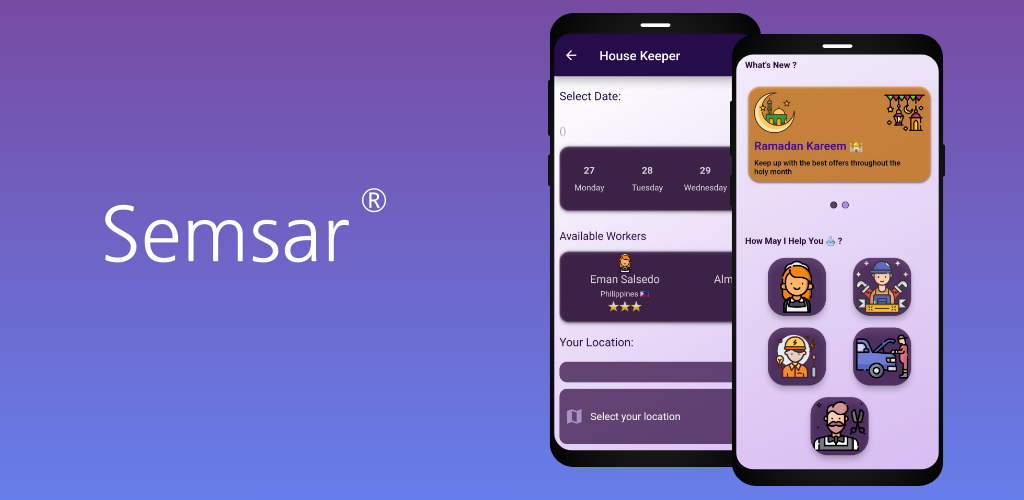 Semsar ®
House Keeper
Select Date:
()
27 28 29
Monday Tuesday Wednesday
Available Workers
Eman Salsedo Alm
Philippines 🇵🇭
Your Location:
Select your location
What's New ?
Ramadan Kareem 🕌
Keep up with the best offers throughout the
holy month
How May I Help You 🧞 ?